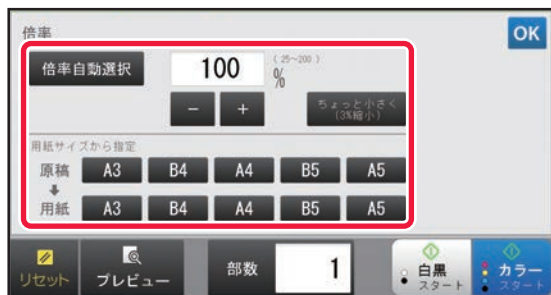 倍率
OK
倍率自動選択
100
(25~200)
%
－
+
ちょっと小さく
(3%縮小)
用紙サイズから指定
原稿 A3 B4 A4 B5 A5
用紙 A3 B4 A4 B5 A5
リセット
プレビュー
部数
1
白黒
スタート
カラー
スタート